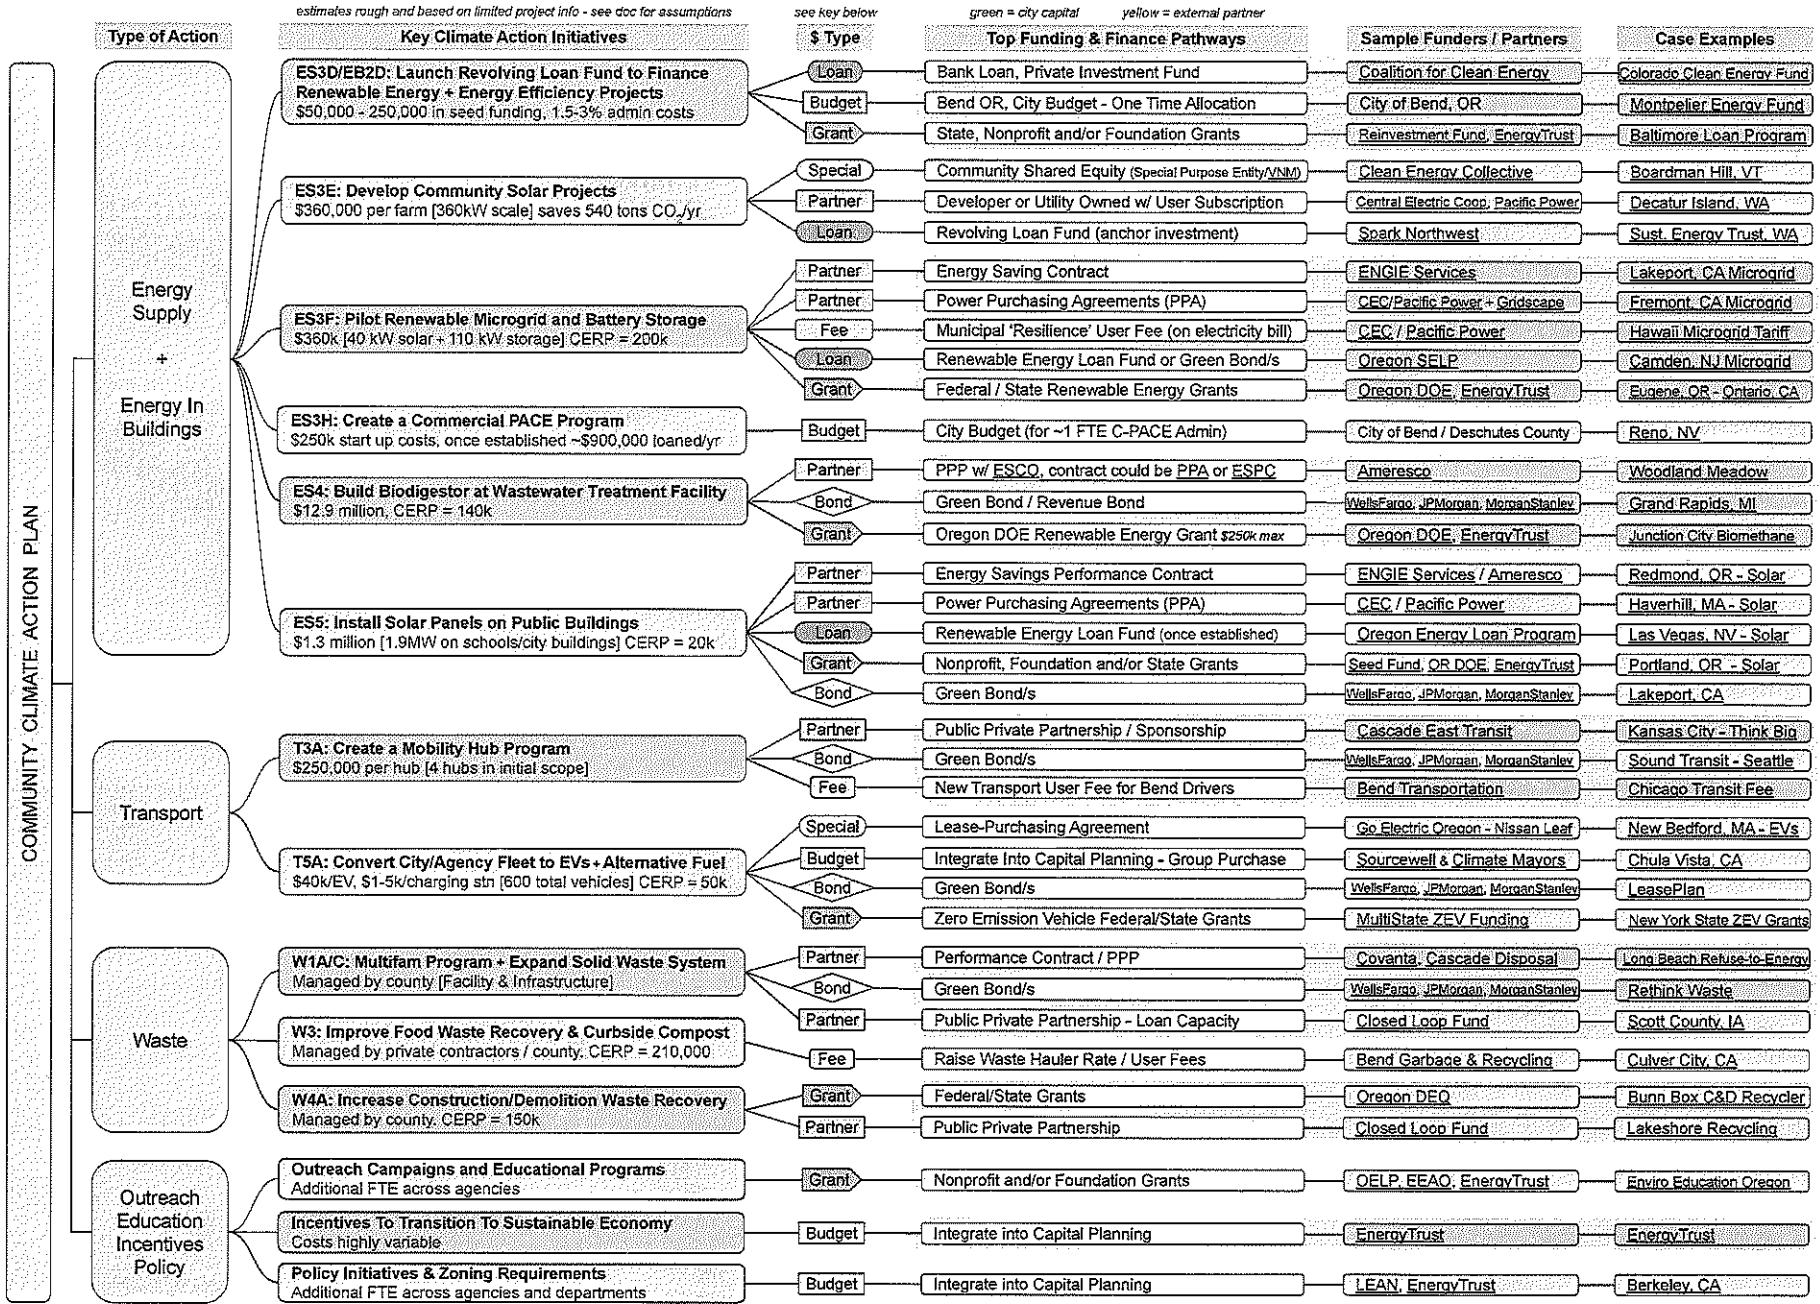 estimates rough and based on limited project info - see doc for assumptions
see key below
green = city capital
yellow = external partner
Type of Action
Key Climate Action Initiatives
$ Type
Top Funding & Finance Pathways
Sample Funders / Partners
Case Examples
COMMUNITY CLIMATE ACTION PLAN
Energy
Supply
+
Energy In
Buildings
ES3D/EB2D: Launch Revolving Loan Fund to Finance
Renewable Energy + Energy Efficiency Projects
$50,000 - 250,000 in seed funding, 1.5-3% admin costs
Loan
Bank Loan, Private Investment Fund
Coalition for Clean Energy
Colorado Clean Energy Fund
Budget
Bend OR, City Budget - One Time Allocation
City of Bend, OR
Montpelier Energy Fund
Grant
State, Nonprofit and/or Foundation Grants
Reinvestment Fund, EnergyTrust
Baltimore Loan Program
ES3E: Develop Community Solar Projects
$360,000 per farm [360kW scale] saves 540 tons CO₂/yr
Special
Community Shared Equity (Special Purpose Entity/VNM)
Clean Energy Collective
Boardman Hill, VT
Partner
Developer or Utility Owned w/ User Subscription
Central Electric Coop, Pacific Power
Decatur Island, WA
Loan
Revolving Loan Fund (anchor investment)
Spark Northwest
Sust. Energy Trust, WA
ES3F: Pilot Renewable Microgrid and Battery Storage
$360k [40 kW solar + 110 kW storage] CERP = 200k
Partner
Energy Saving Contract
ENGIE Services
Lakeport, CA Microgrid
Partner
Power Purchasing Agreements (PPA)
CEC/Pacific Power + Gridscape
Fremont, CA Microgrid
Fee
Municipal 'Resilience' User Fee (on electricity bill)
CEC / Pacific Power
Hawaii Microgrid Tariff
Loan
Renewable Energy Loan Fund or Green Bond/s
Oregon SELP
Camden, NJ Microgrid
Grant
Federal / State Renewable Energy Grants
Oregon DOE, EnergyTrust
Eugene, OR - Ontario, CA
ES3H: Create a Commercial PACE Program
$250k start up costs, once established ~$900,000 loaned/yr
Budget
City Budget (for ~1 FTE C-PACE Admin)
City of Bend / Deschutes County
Reno, NV
ES4: Build Biodigestor at Wastewater Treatment Facility
$12.9 million, CERP = 140k
Partner
PPP w/ ESCO, contract could be PPA or ESPC
Ameresco
Woodland Meadow
Bond
Green Bond / Revenue Bond
WellsFargo, JPMorgan, MorganStanley
Grand Rapids, MI
Grant
Oregon DOE Renewable Energy Grant $250k max
Oregon DOE, EnergyTrust
Junction City Biomethane
ES5: Install Solar Panels on Public Buildings
$1.3 million [1.9MW on schools/city buildings] CERP = 20k
Partner
Energy Savings Performance Contract
ENGIE Services / Ameresco
Redmond, OR - Solar
Partner
Power Purchasing Agreements (PPA)
CEC / Pacific Power
Haverhill, MA - Solar
Loan
Renewable Energy Loan Fund (once established)
Oregon Energy Loan Program
Las Vegas, NV - Solar
Grant
Nonprofit, Foundation and/or State Grants
Seed Fund, OR DOE, EnergyTrust
Portland, OR - Solar
Bond
Green Bond/s
WellsFargo, JPMorgan, MorganStanley
Lakeport, CA
Transport
T3A: Create a Mobility Hub Program
$250,000 per hub [4 hubs in initial scope]
Partner
Public Private Partnership / Sponsorship
Cascade East Transit
Kansas City - Think Big
Bond
Green Bond/s
WellsFargo, JPMorgan, MorganStanley
Sound Transit - Seattle
Fee
New Transport User Fee for Bend Drivers
Bend Transportation
Chicago Transit Fee
T5A: Convert City/Agency Fleet to EVs+Alternative Fuel
$40k/EV, $1-5k/charging stn [600 total vehicles] CERP = 50k
Special
Lease-Purchasing Agreement
Go Electric Oregon - Nissan Leaf
New Bedford, MA - EVs
Budget
Integrate Into Capital Planning - Group Purchase
Sourcewell & Climate Mayors
Chula Vista, CA
Bond
Green Bond/s
WellsFargo, JPMorgan, MorganStanley
LeasePlan
Grant
Zero Emission Vehicle Federal/State Grants
MultiState ZEV Funding
New York State ZEV Grants
Waste
W1A/C: Multifam Program + Expand Solid Waste System
Managed by county [Facility & Infrastructure]
Partner
Performance Contract / PPP
Covanta, Cascade Disposal
Long Beach Refuse-to-Energy
Bond
Green Bond/s
WellsFargo, JPMorgan, MorganStanley
Rethink Waste
Partner
Public Private Partnership - Loan Capacity
Closed Loop Fund
Scott County, IA
W3: Improve Food Waste Recovery & Curbside Compost
Managed by private contractors / county. CERP = 210,000
Fee
Raise Waste Hauler Rate / User Fees
Bend Garbage & Recycling
Culver City, CA
W4A: Increase Construction/Demolition Waste Recovery
Managed by county. CERP = 150k
Grant
Federal/State Grants
Oregon DEQ
Bunn Box C&D Recycler
Partner
Public Private Partnership
Closed Loop Fund
Lakeshore Recycling
Outreach
Education
Incentives
Policy
Outreach Campaigns and Educational Programs
Additional FTE across agencies
Grant
Nonprofit and/or Foundation Grants
OELP, EEAO, EnergyTrust
Enviro Education Oregon
Incentives To Transition To Sustainable Economy
Costs highly variable
Budget
Integrate into Capital Planning
EnergyTrust
EnergyTrust
Policy Initiatives & Zoning Requirements
Additional FTE across agencies and departments
Budget
Integrate into Capital Planning
LEAN, EnergyTrust
Berkeley, CA